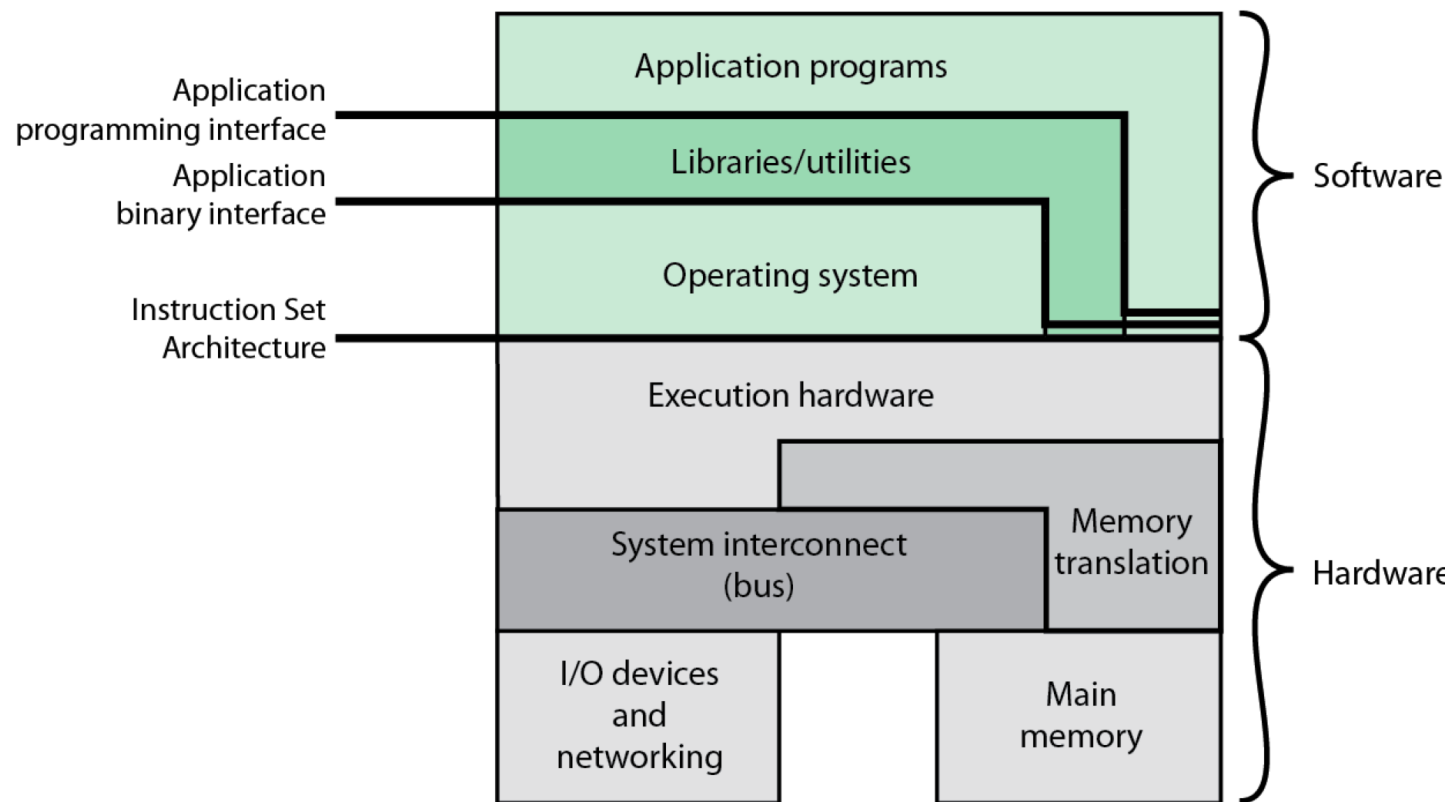 Application programs
Application
programming interface
Libraries/utilities
Application
binary interface
Software
Operating system
Instruction Set
Architecture
Execution hardware
Memory
translation
System interconnect
(bus)
Hardware
I/O devices
and
networking
Main
memory